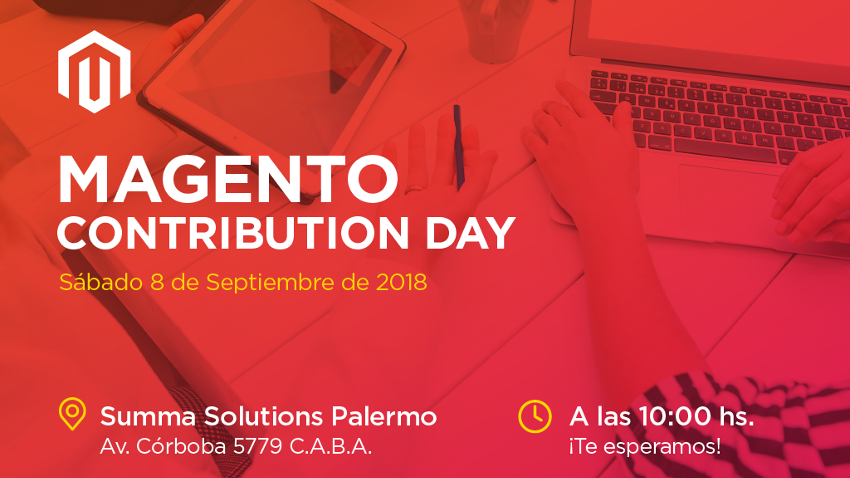 MAGENTO
CONTRIBUTION DAY
Sábado 8 de Septiembre de 2018
Summa Solutions Palermo
Av. Córboba 5779 C.A.B.A.
A las 10:00 hs.
¡Te esperamos!